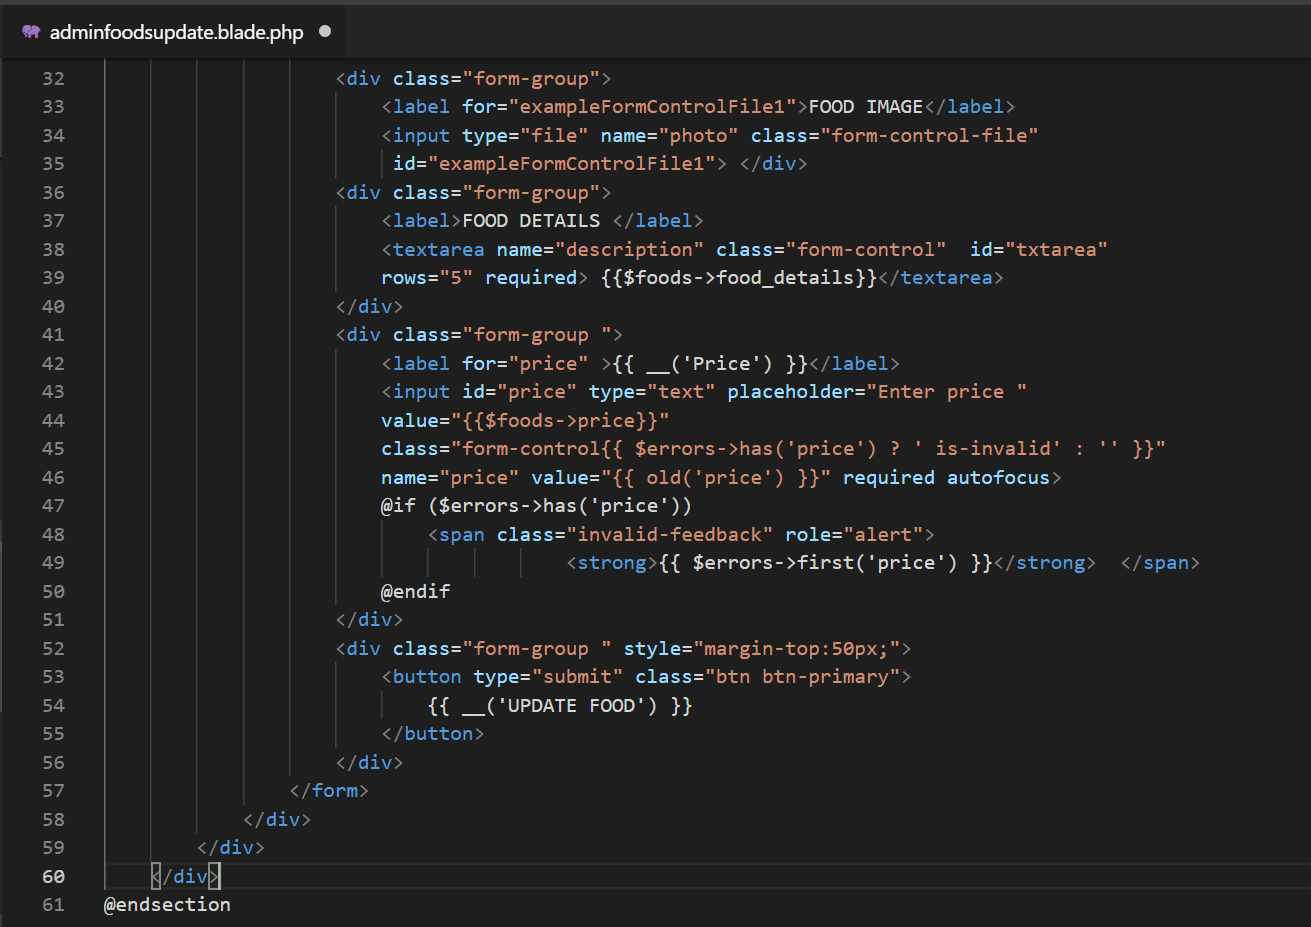 adminfoodsupdate.blade.php
32 <div class="form-group">
33 <label for="exampleFormControlFile1">FOOD IMAGE</label>
34 <input type="file" name="photo" class="form-control-file"
35 id="exampleFormControlFile1"> </div>
36 <div class="form-group">
37 <label>FOOD DETAILS </label>
38 <textarea name="description" class="form-control"  id="txtarea"
39 rows="5" required> {{$foods->food_details}}</textarea>
40 </div>
41 <div class="form-group ">
42 <label for="price" >{{ __('Price') }}</label>
43 <input id="price" type="text" placeholder="Enter price "
44 value="{{$foods->price}}"
45 class="form-control{{ $errors->has('price') ? ' is-invalid' : '' }}"
46 name="price" value="{{ old('price') }}" required autofocus>
47 @if ($errors->has('price'))
48 <span class="invalid-feedback" role="alert">
49 <strong>{{ $errors->first('price') }}</strong>  </span>
50 @endif
51 </div>
52 <div class="form-group " style="margin-top:50px;">
53 <button type="submit" class="btn btn-primary">
54 {{ __('UPDATE FOOD') }}
55 </button>
56 </div>
57 </form>
58 </div>
59 </div>
60 </div>
61 @endsection